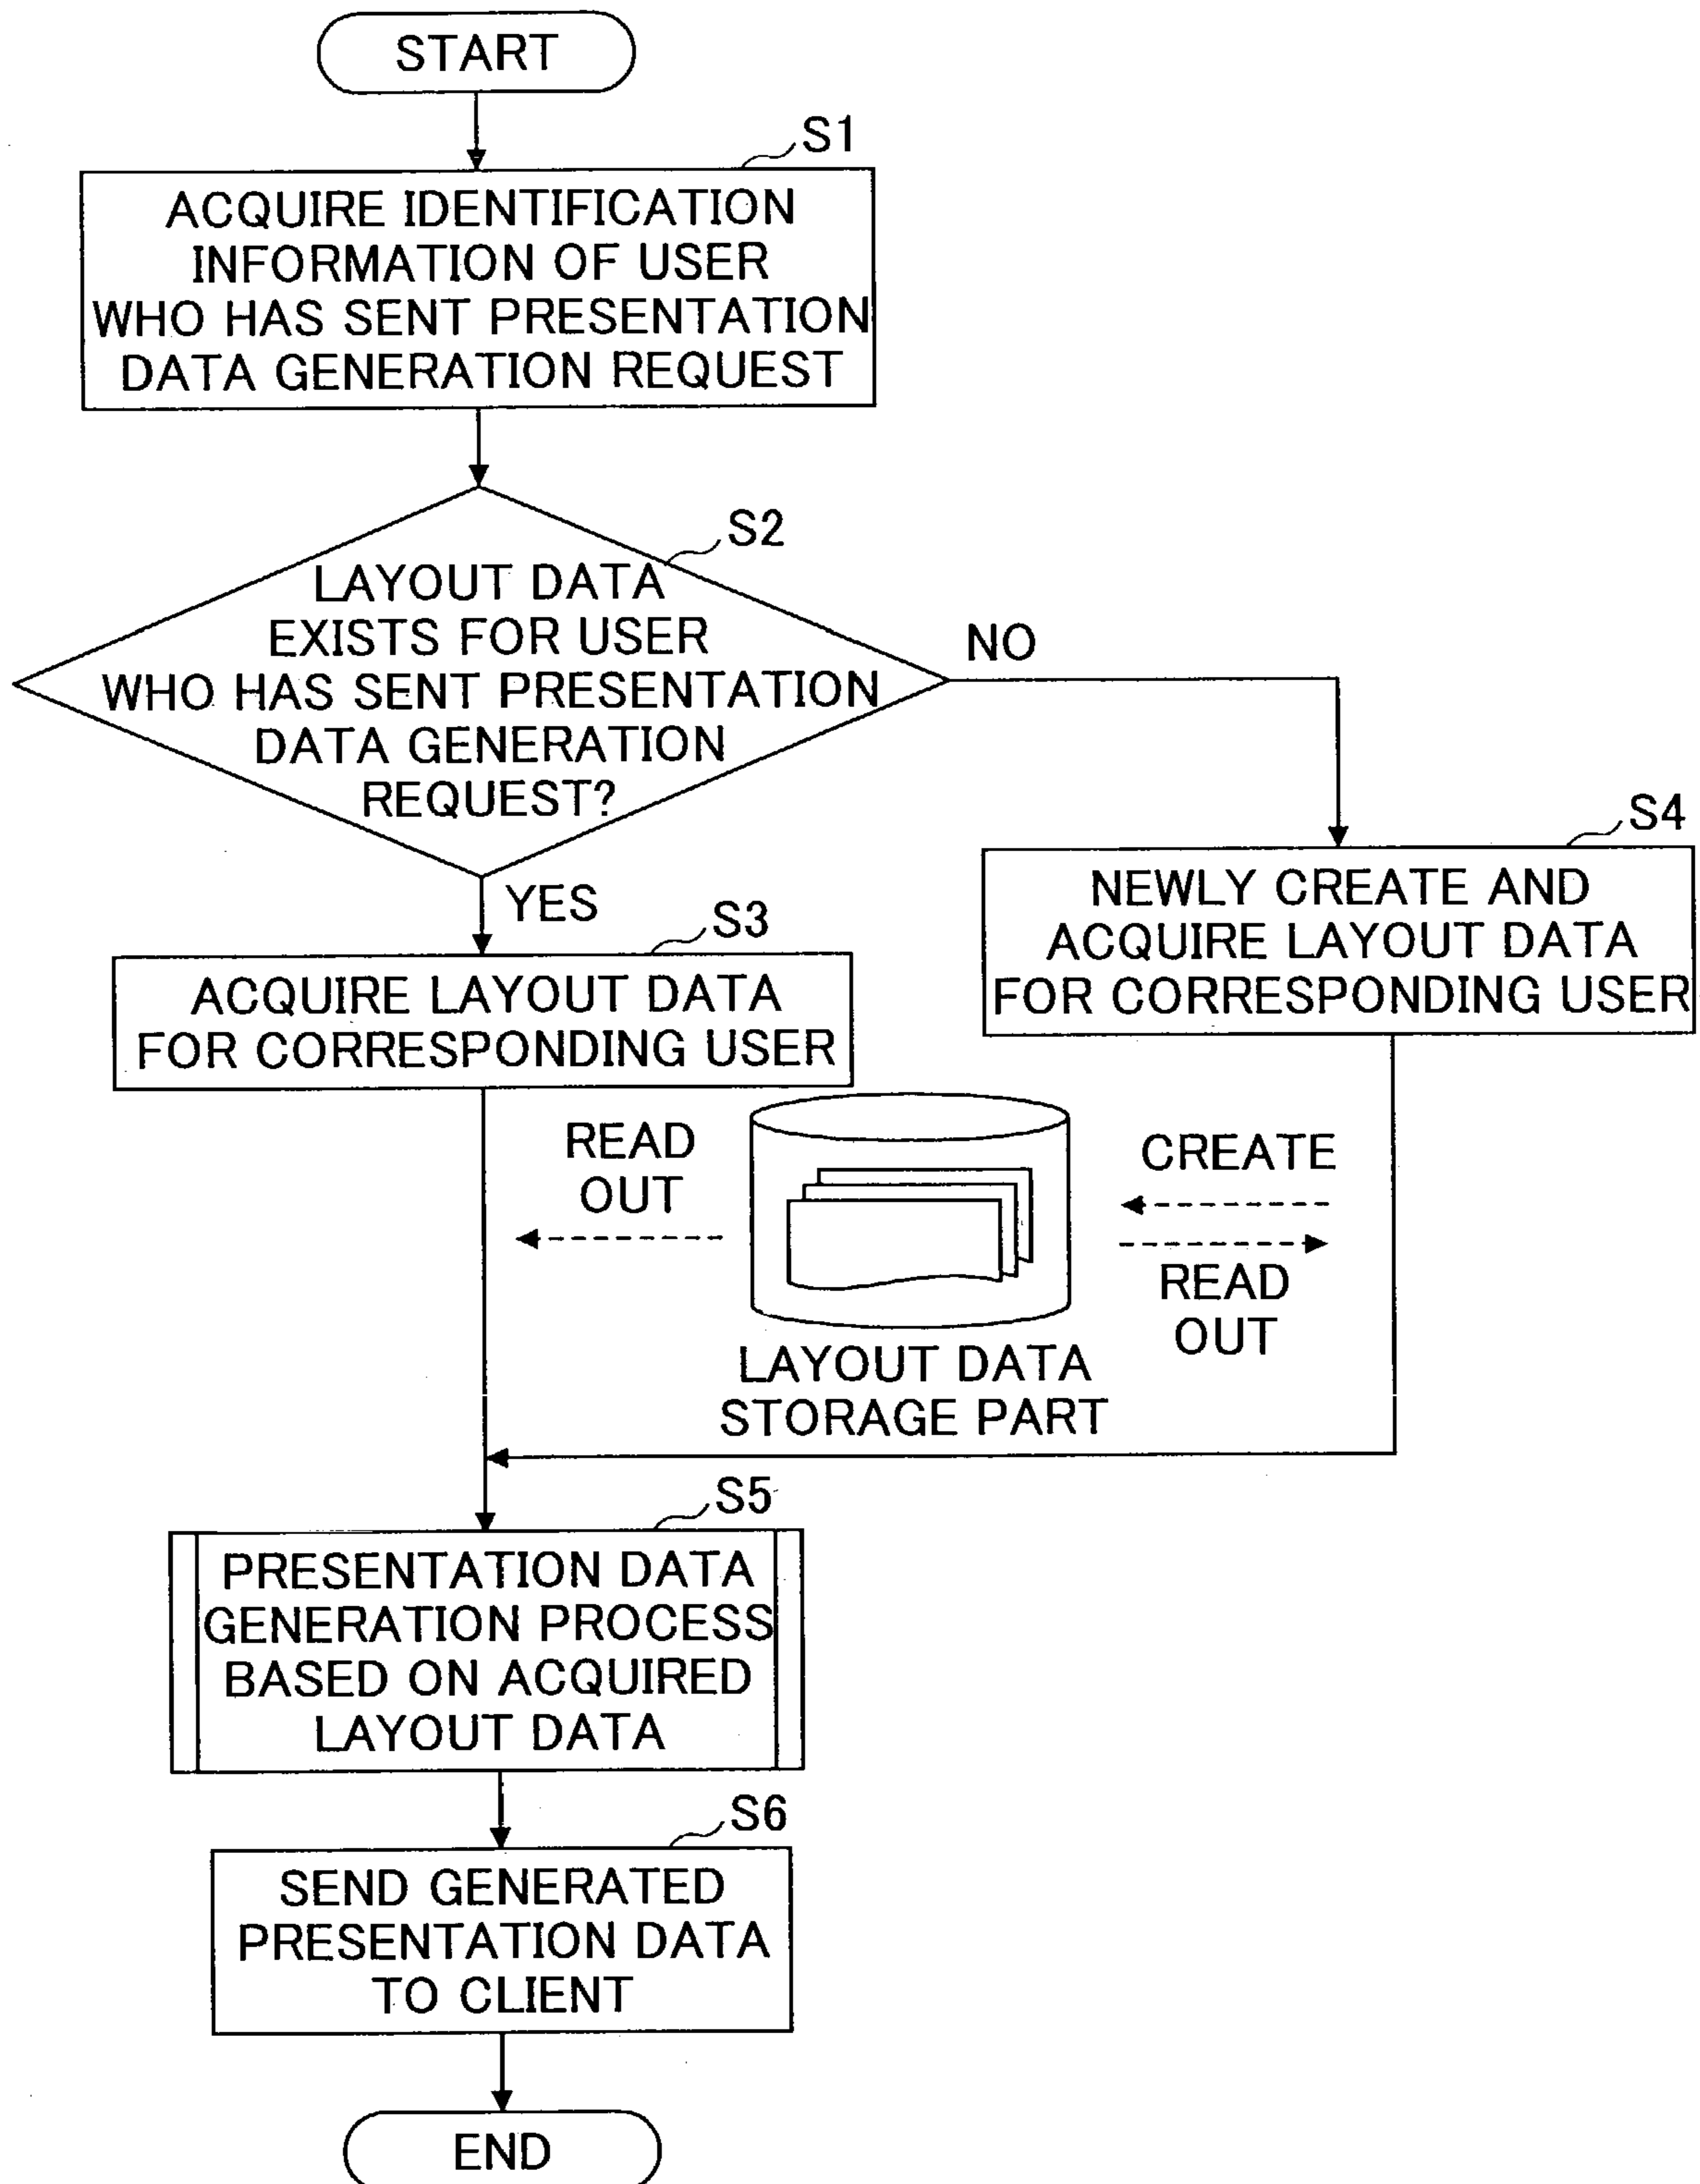 START
S1
ACQUIRE IDENTIFICATION
INFORMATION OF USER
WHO HAS SENT PRESENTATION
DATA GENERATION REQUEST
S2
LAYOUT DATA
EXISTS FOR USER
WHO HAS SENT PRESENTATION
DATA GENERATION
REQUEST?
NO
YES
S3
ACQUIRE LAYOUT DATA
FOR CORRESPONDING USER
S4
NEWLY CREATE AND
ACQUIRE LAYOUT DATA
FOR CORRESPONDING USER
READ
OUT
CREATE
READ
OUT
LAYOUT DATA
STORAGE PART
S5
PRESENTATION DATA
GENERATION PROCESS
BASED ON ACQUIRED
LAYOUT DATA
S6
SEND GENERATED
PRESENTATION DATA
TO CLIENT
END